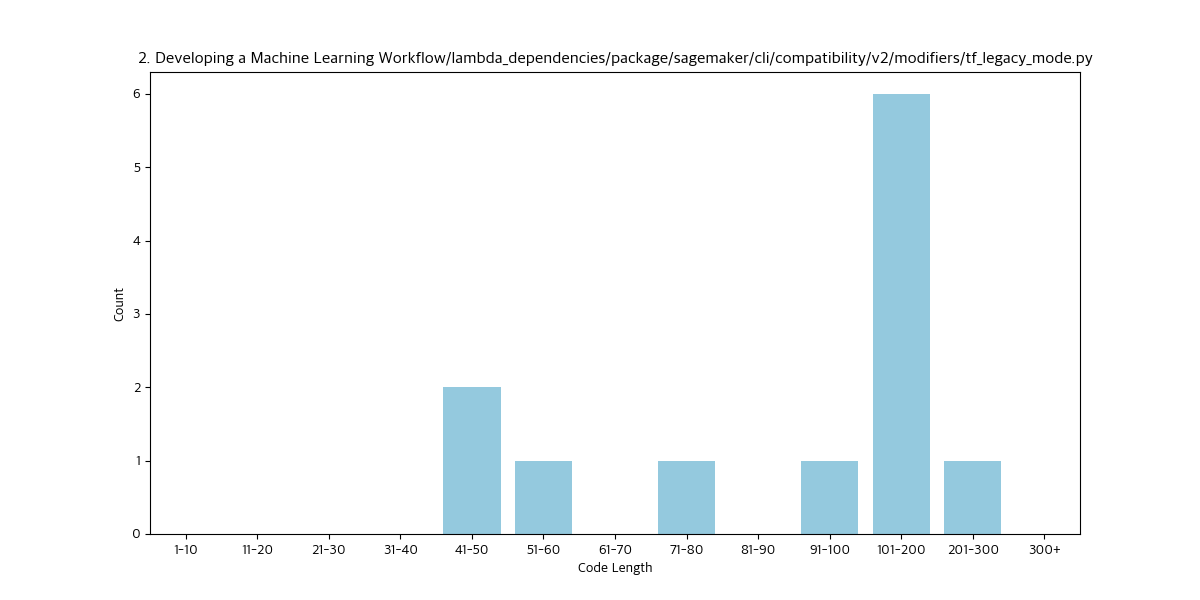 2. Developing a Machine Learning Workflow/lambda_dependencies/package/sagemaker/cli/compatibility/v2/modifiers/tf_legacy_mode.py
6
5
4
3
2
1
0
Count
1-10 11-20 21-30 31-40 41-50 51-60 61-70 71-80 81-90 91-100 101-200 201-300 300+
Code Length